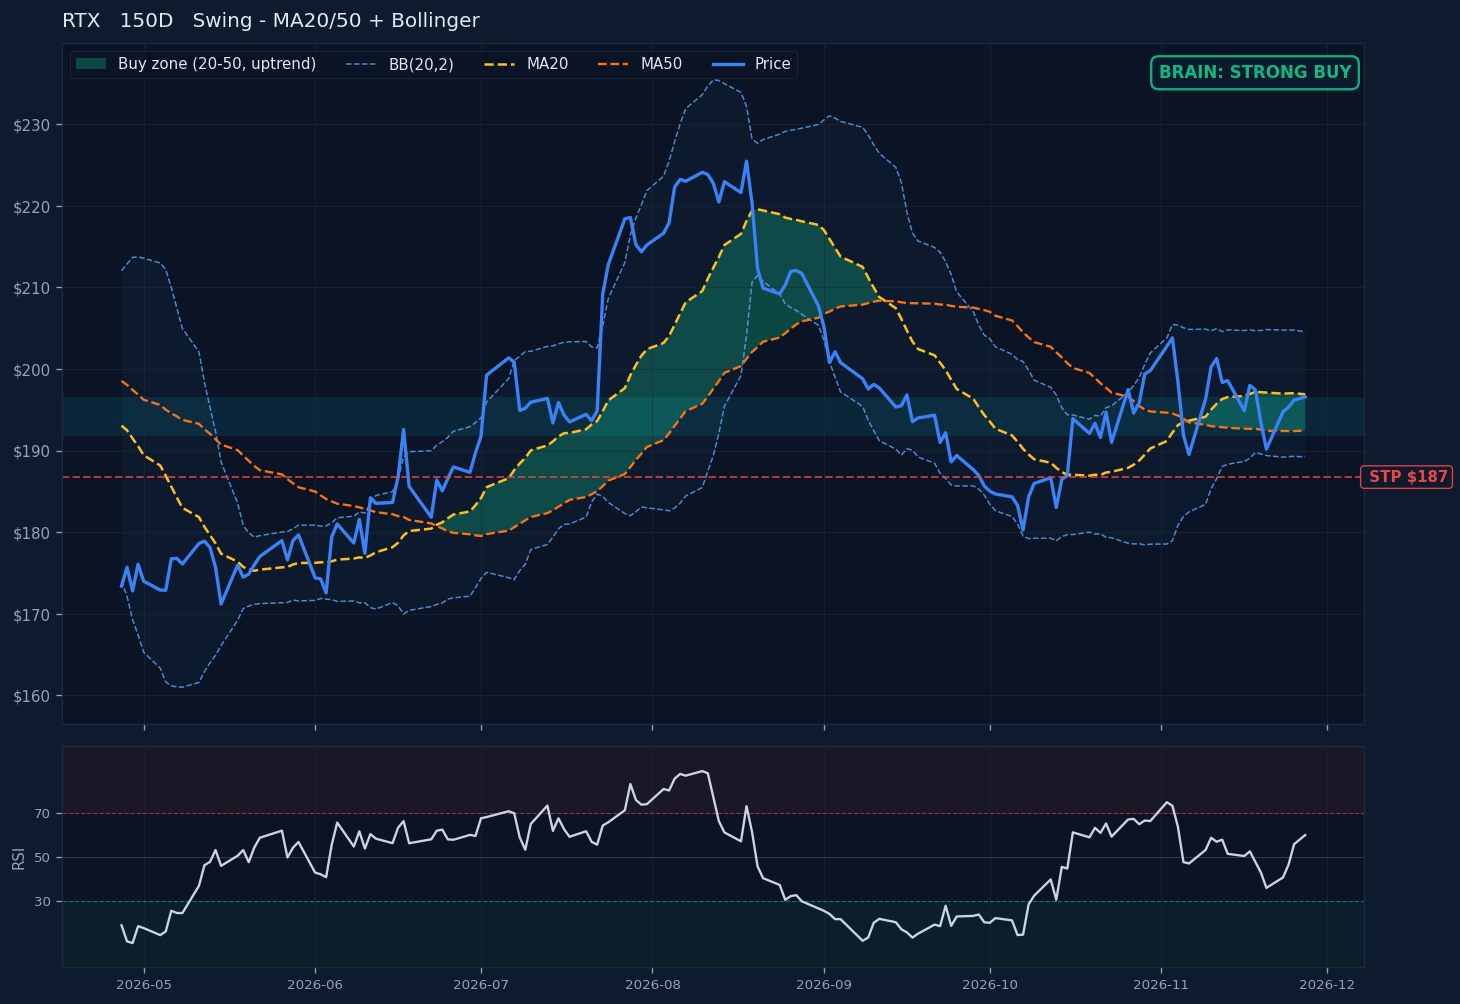 RTX   150D   Swing - MA20/50 + Bollinger
Buy zone (20-50, uptrend)   BB(20,2)   MA20   MA50   Price
BRAIN: STRONG BUY
$230
$220
$210
$200
$190
STP $187
$180
$170
$160
RSI
70
50
30
2026-05   2026-06   2026-07   2026-08   2026-09   2026-10   2026-11   2026-12